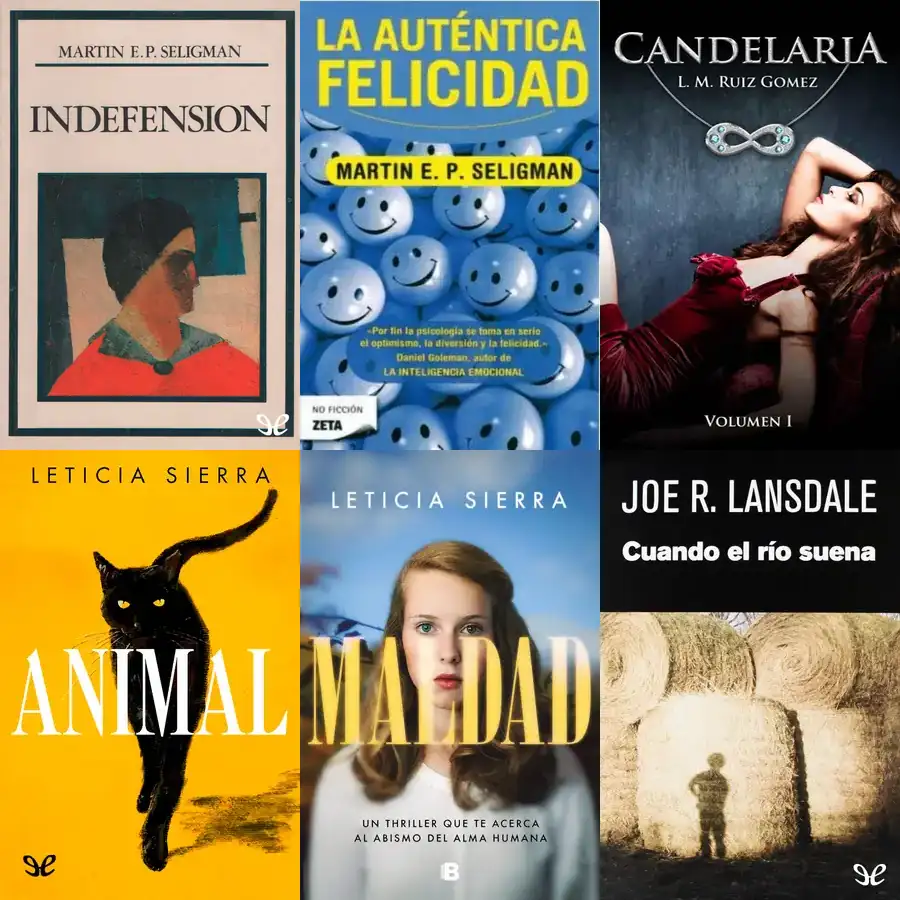 MARTIN E.P. SELIGMAN
INDEFENSION
LA AUTÉNTICA
FELICIDAD
MARTIN E. P. SELIGMAN
«Por fin la psicología se toma en serio
el optimismo, la diversión y la felicidad.»
Daniel Goleman, autor de
LA INTELIGENCIA EMOCIONAL
NO FICCIÓN
ZETA
CANDELARIA
L. M. RUIZ GOMEZ
VOLUMEN I
LETICIA SIERRA
ANIMAL
LETICIA SIERRA
MALDAD
UN THRILLER QUE TE ACERCA
AL ABISMO DEL ALMA HUMANA
B
JOE R. LANSDALE
Cuando el río suena